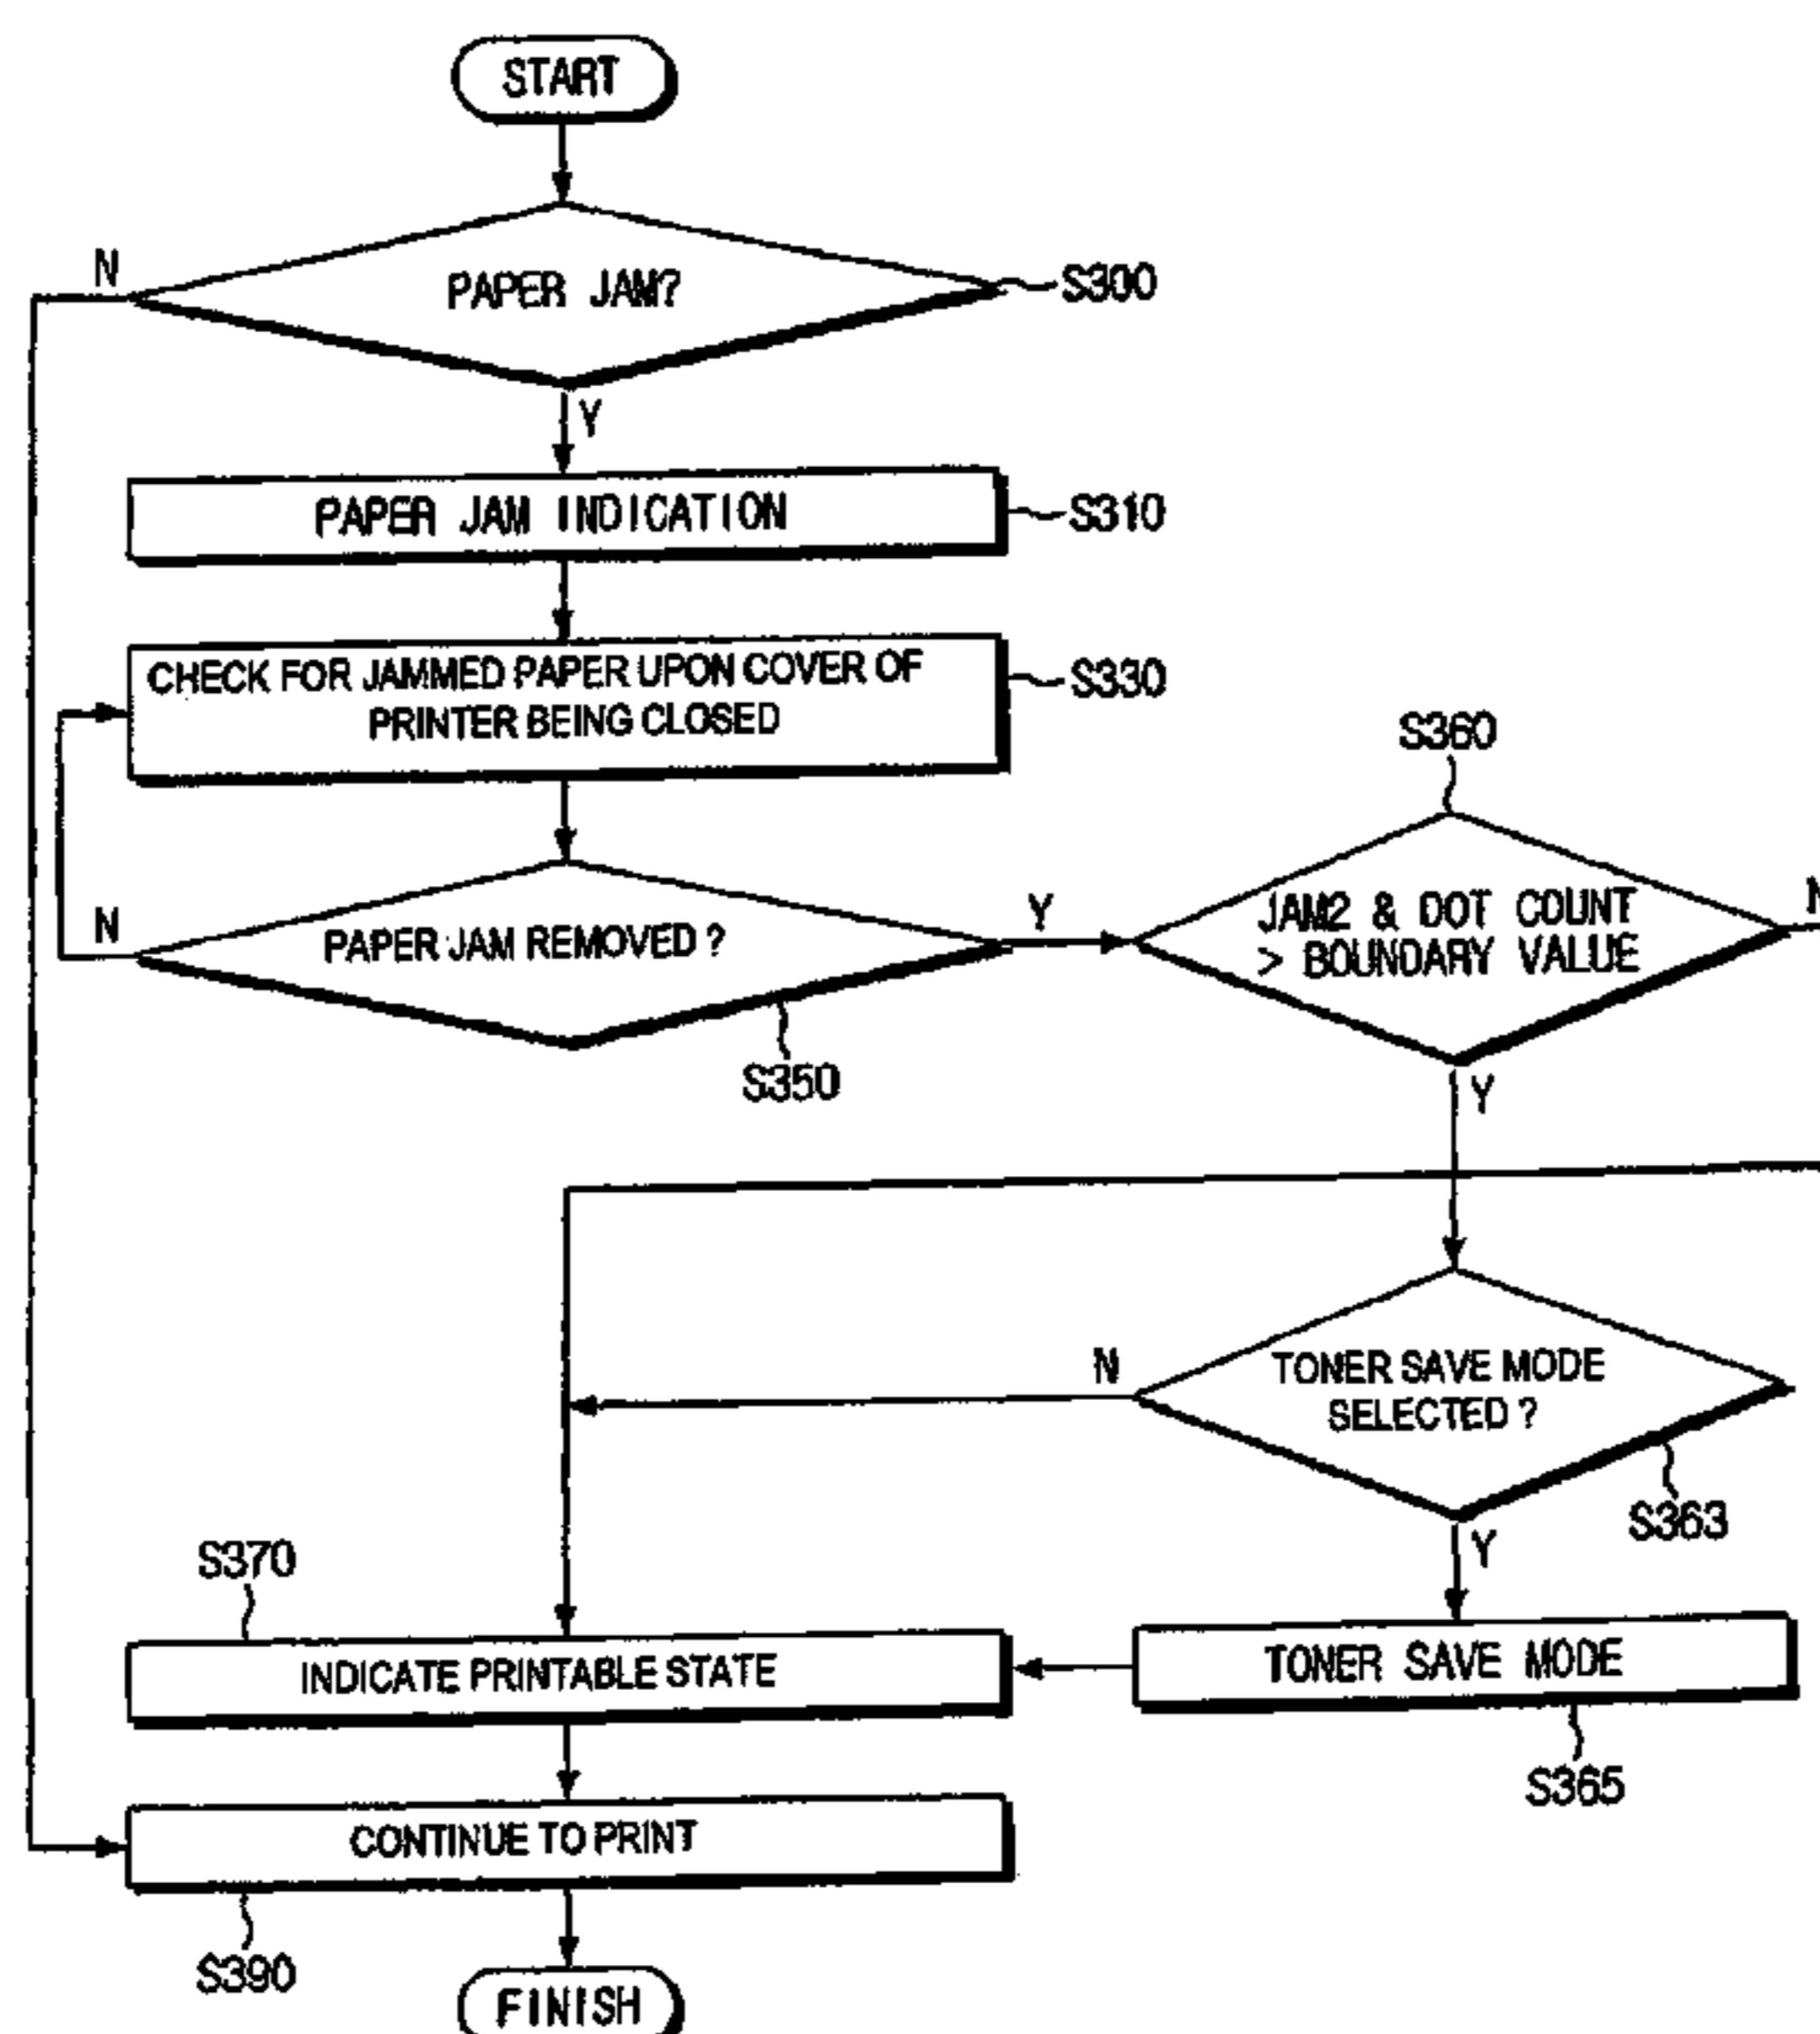 START
N
PAPER JAM?
S300
Y
PAPER JAM INDICATION
S310
CHECK FOR JAMMED PAPER UPON COVER OF
PRINTER BEING CLOSED
S330
S360
N
PAPER JAM REMOVED ?
Y
JAM2 & DOT COUNT
> BOUNDARY VALUE
N
S350
Y
N
TONER SAVE MODE
SELECTED ?
S363
Y
S370
INDICATE PRINTABLE STATE
TONER SAVE MODE
S365
CONTINUE TO PRINT
S390
FINISH